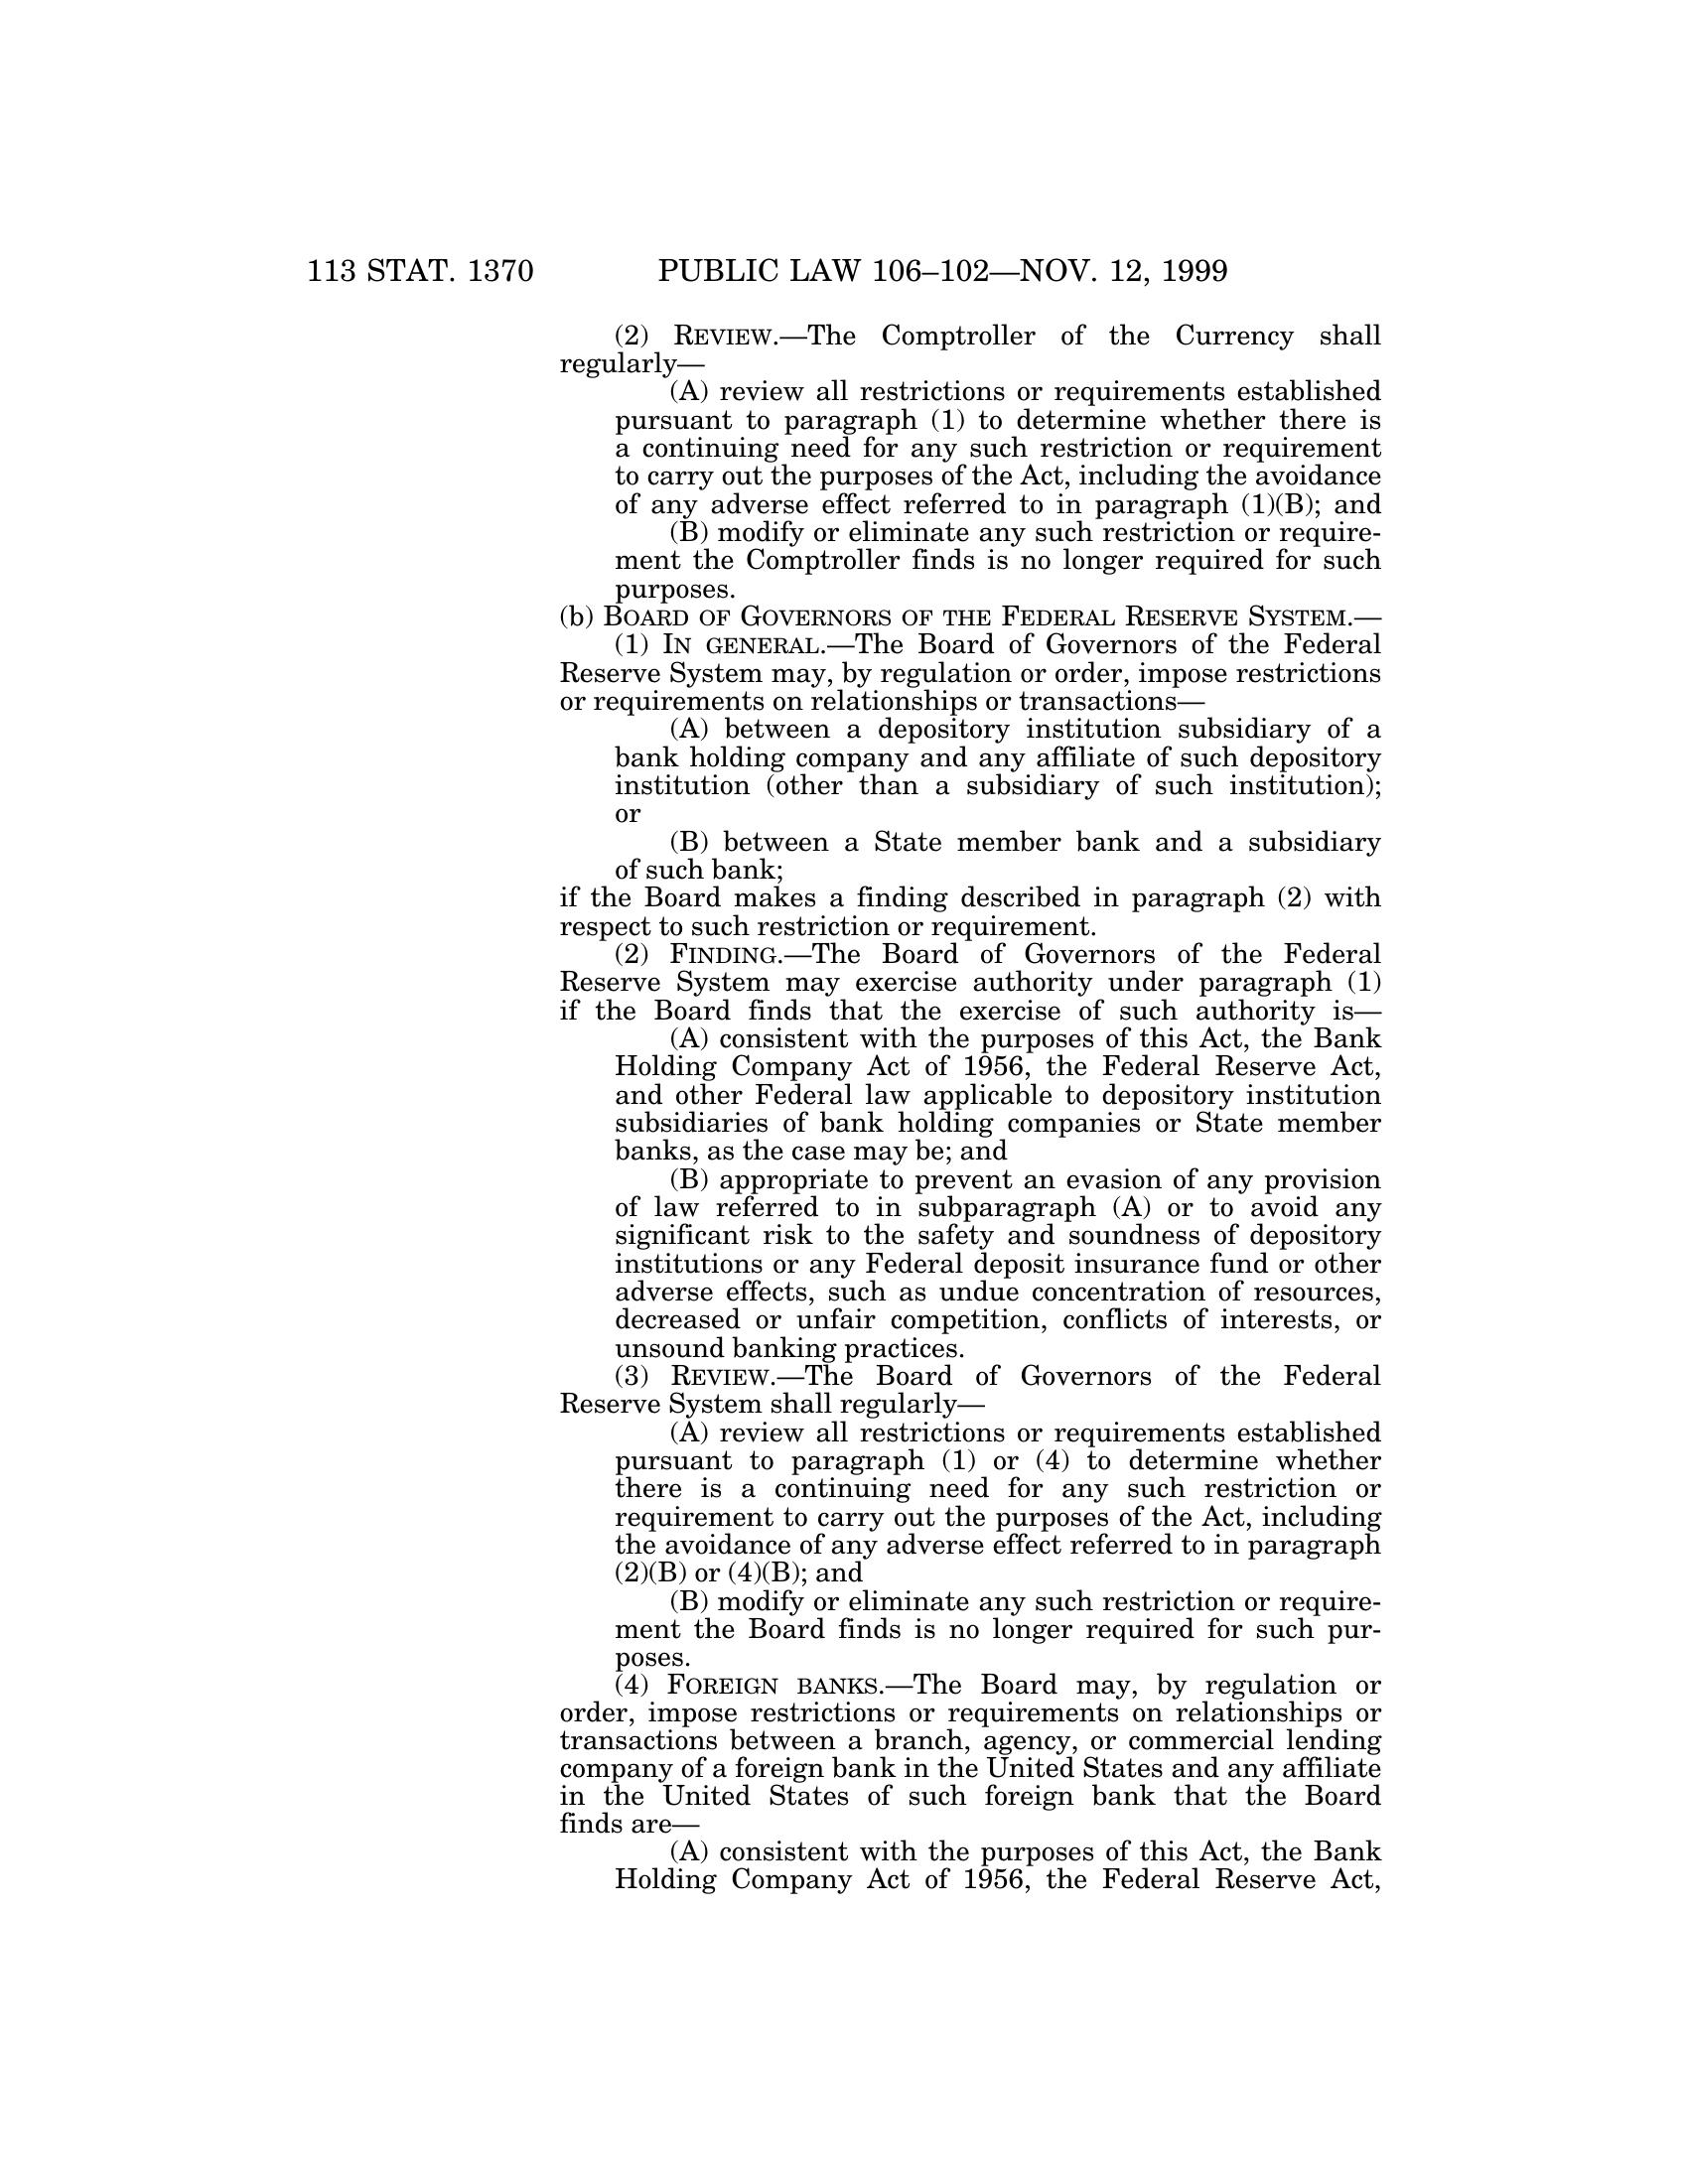 113 STAT. 1370 PUBLIC LAW 106–102—NOV. 12, 1999
(2) REVIEW.—The Comptroller of the Currency shall
regularly—
(A) review all restrictions or requirements established
pursuant to paragraph (1) to determine whether there is
a continuing need for any such restriction or requirement
to carry out the purposes of the Act, including the avoidance
of any adverse effect referred to in paragraph (1)(B); and
(B) modify or eliminate any such restriction or require-
ment the Comptroller finds is no longer required for such
purposes.
(b) BOARD OF GOVERNORS OF THE FEDERAL RESERVE SYSTEM.—
(1) IN GENERAL.—The Board of Governors of the Federal
Reserve System may, by regulation or order, impose restrictions
or requirements on relationships or transactions—
(A) between a depository institution subsidiary of a
bank holding company and any affiliate of such depository
institution (other than a subsidiary of such institution);
or
(B) between a State member bank and a subsidiary
of such bank;
if the Board makes a finding described in paragraph (2) with
respect to such restriction or requirement.
(2) FINDING.—The Board of Governors of the Federal
Reserve System may exercise authority under paragraph (1)
if the Board finds that the exercise of such authority is—
(A) consistent with the purposes of this Act, the Bank
Holding Company Act of 1956, the Federal Reserve Act,
and other Federal law applicable to depository institution
subsidiaries of bank holding companies or State member
banks, as the case may be; and
(B) appropriate to prevent an evasion of any provision
of law referred to in subparagraph (A) or to avoid any
significant risk to the safety and soundness of depository
institutions or any Federal deposit insurance fund or other
adverse effects, such as undue concentration of resources,
decreased or unfair competition, conflicts of interests, or
unsound banking practices.
(3) REVIEW.—The Board of Governors of the Federal
Reserve System shall regularly—
(A) review all restrictions or requirements established
pursuant to paragraph (1) or (4) to determine whether
there is a continuing need for any such restriction or
requirement to carry out the purposes of the Act, including
the avoidance of any adverse effect referred to in paragraph
(2)(B) or (4)(B); and
(B) modify or eliminate any such restriction or require-
ment the Board finds is no longer required for such pur-
poses.
(4) FOREIGN BANKS.—The Board may, by regulation or
order, impose restrictions or requirements on relationships or
transactions between a branch, agency, or commercial lending
company of a foreign bank in the United States and any affiliate
in the United States of such foreign bank that the Board
finds are—
(A) consistent with the purposes of this Act, the Bank
Holding Company Act of 1956, the Federal Reserve Act,